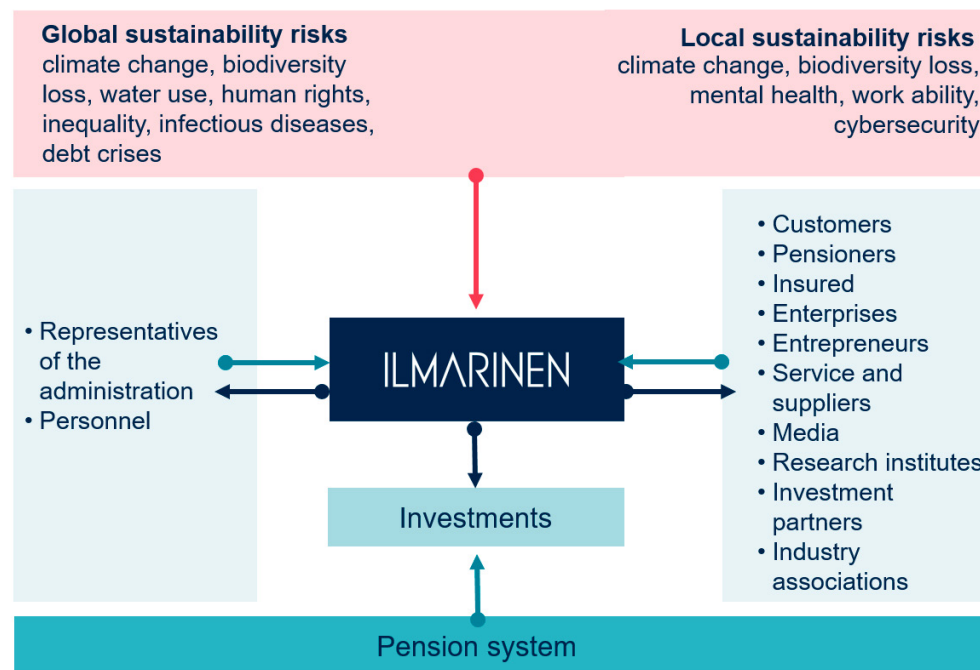 Global sustainability risks
climate change, biodiversity
loss, water use, human rights,
inequality, infectious diseases,
debt crises
Local sustainability risks
climate change, biodiversity loss,
mental health, work ability,
cybersecurity
• Representatives
of the
administration
• Personnel
ILMARINEN
Investments
• Customers
• Pensioners
• Insured
• Enterprises
• Entrepreneurs
• Service and
suppliers
• Media
• Research institutes
• Investment
partners
• Industry
associations
Pension system